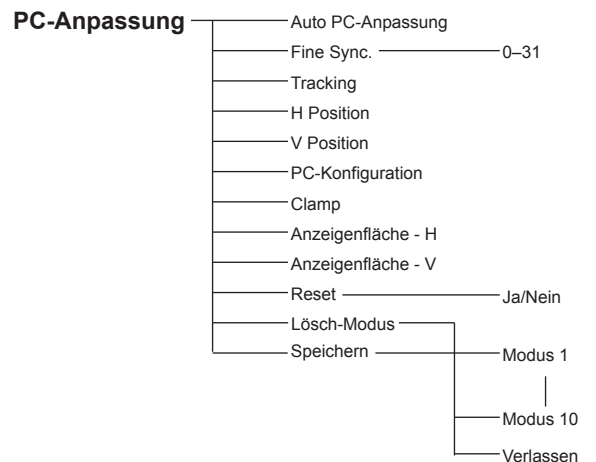 PC-Anpassung
Auto PC-Anpassung
Fine Sync. 0–31
Tracking
H Position
V Position
PC-Konfiguration
Clamp
Anzeigenfläche - H
Anzeigenfläche - V
Reset Ja/Nein
Lösch-Modus
Speichern Modus 1
Modus 10
Verlassen